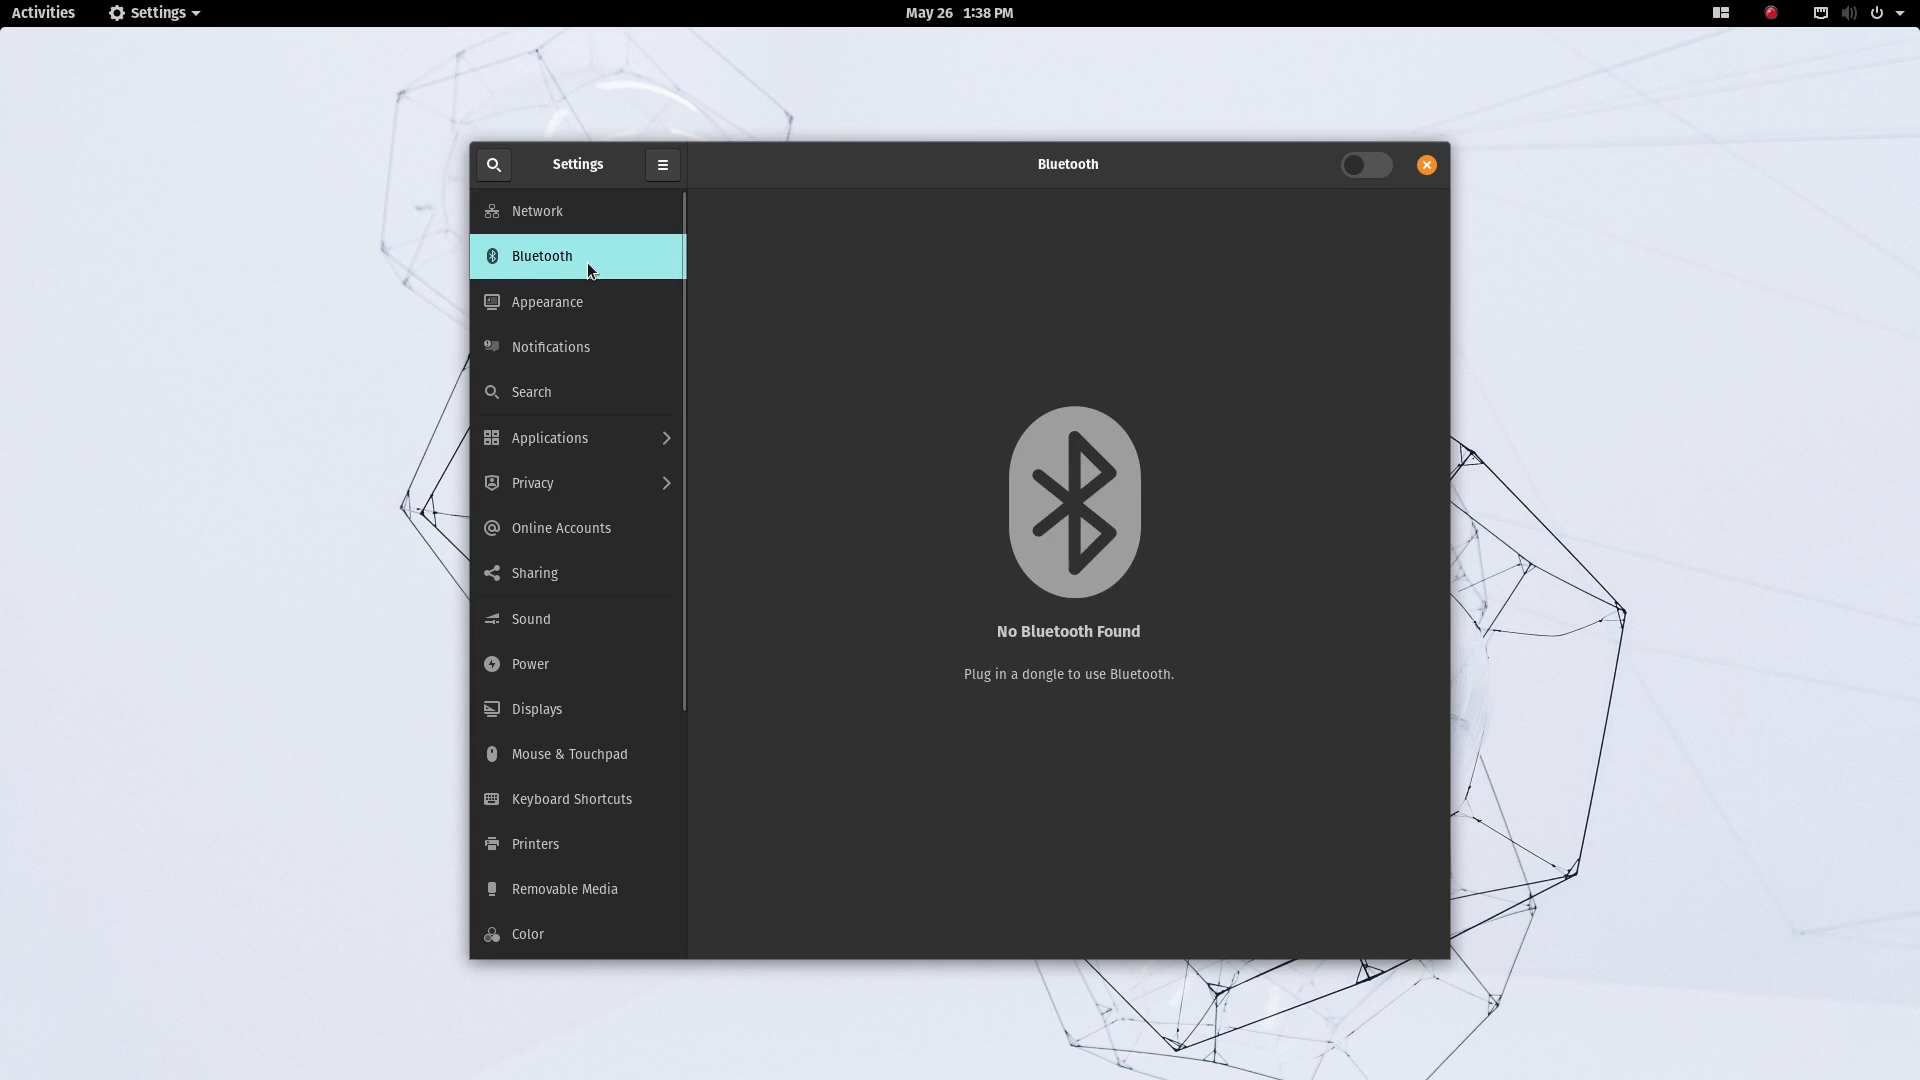 Activities
Settings
May 26 1:38 PM
Settings
Bluetooth
Network
Bluetooth
Appearance
Notifications
Search
Applications
Privacy
Online Accounts
Sharing
Sound
Power
Displays
Mouse & Touchpad
Keyboard Shortcuts
Printers
Removable Media
Color
No Bluetooth Found
Plug in a dongle to use Bluetooth.